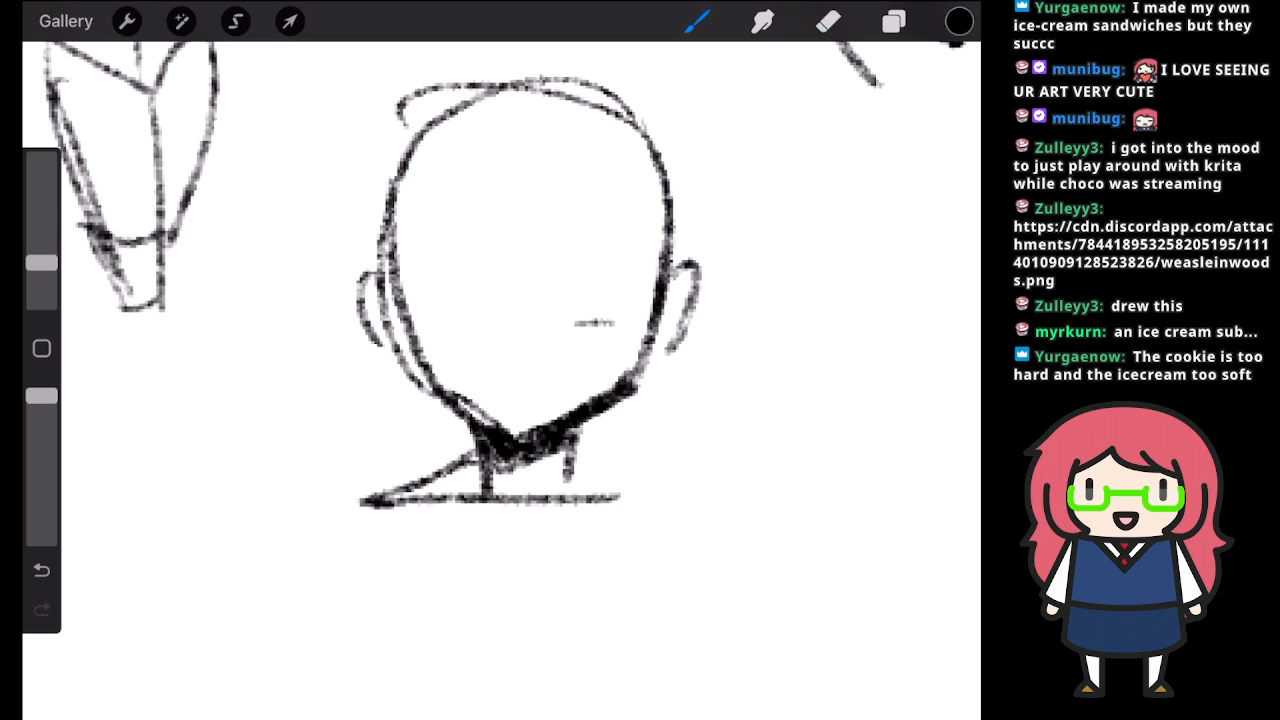 Gallery
Yurgaenow: I made my own
ice-cream sandwiches but they
succc
munibug: I LOVE SEEING
UR ART VERY CUTE
munibug:
Zulleyy3: i got into the mood
to just play around with krita
while choco was streaming
Zulleyy3:
https://cdn.discordapp.com/attac
hments/784418953258205195/111
4010909128523826/weasleinwood
s.png
Zulleyy3: drew this
myrkurn: an ice cream sub...
Yurgaenow: The cookie is too
hard and the icecream too soft